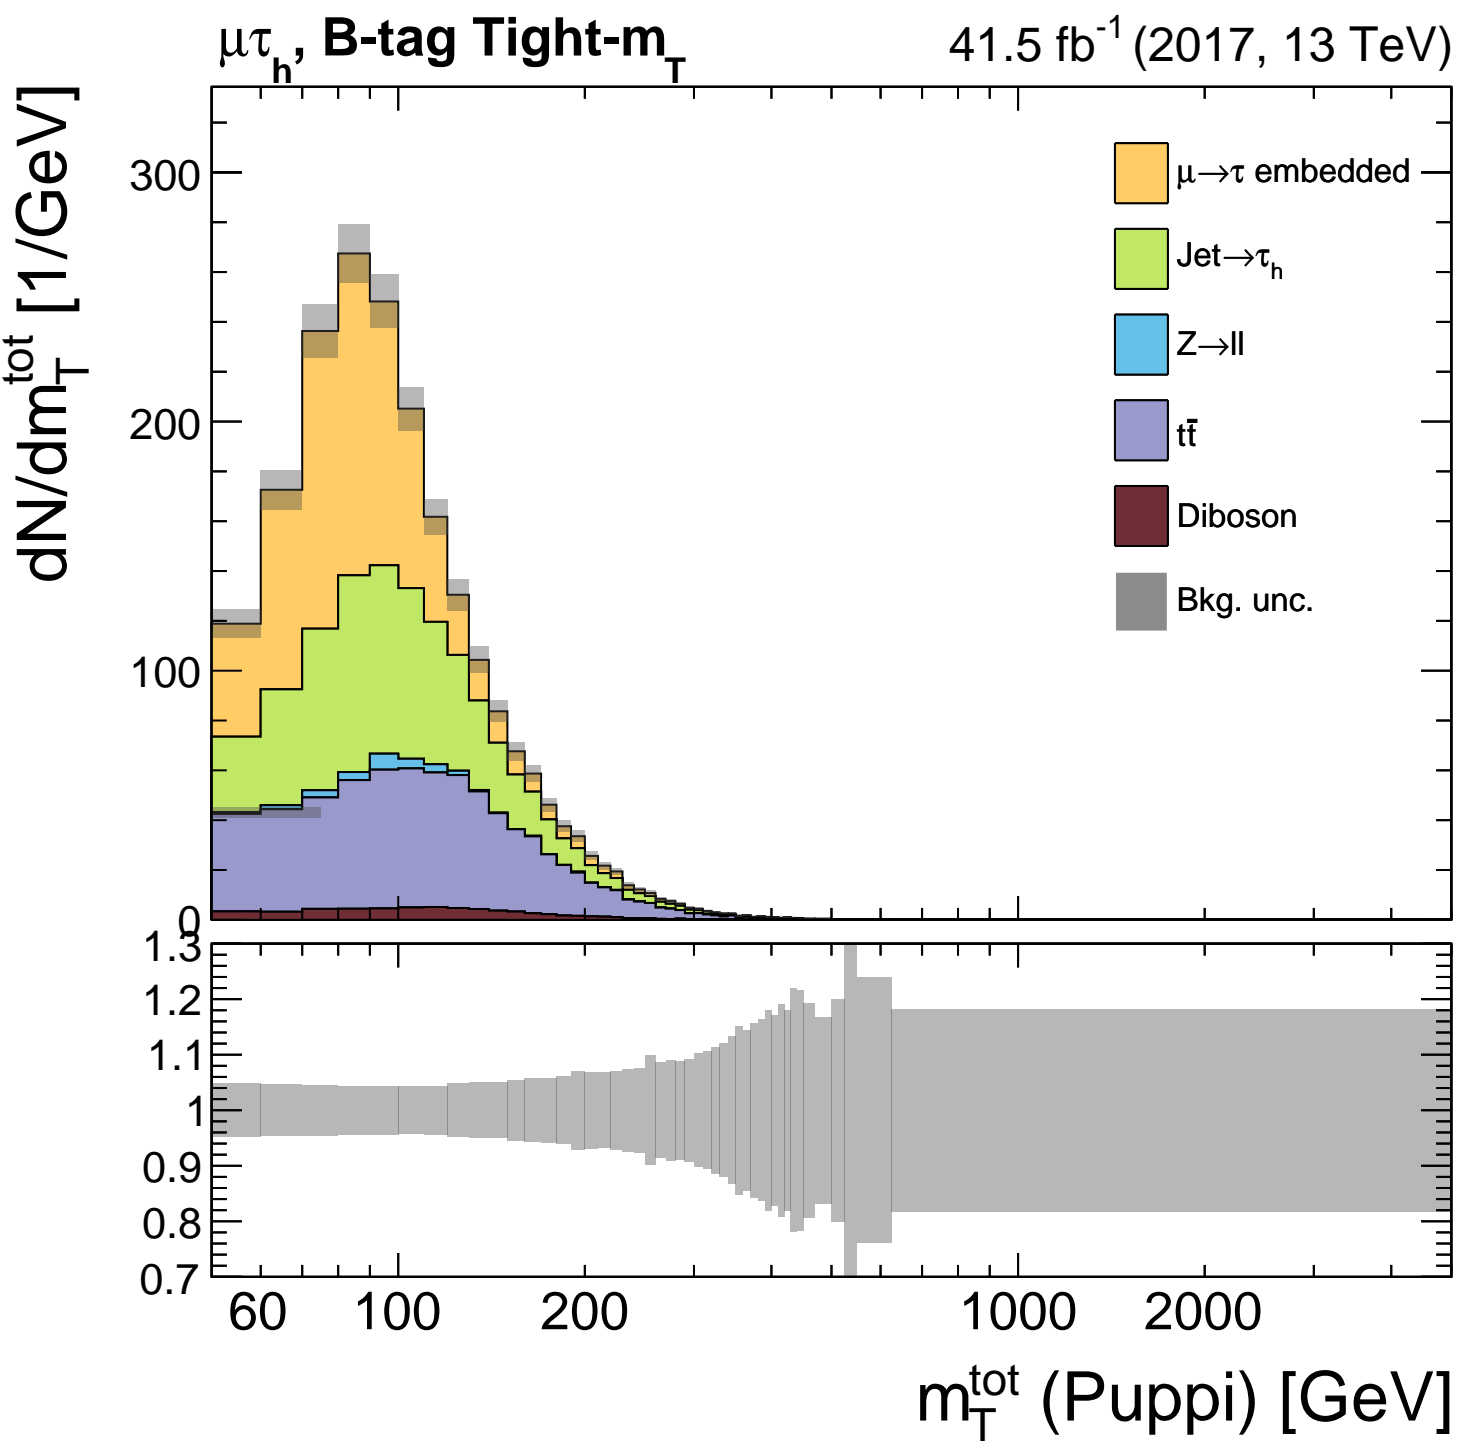 μτh, B-tag Tight-mT
41.5 fb-1 (2017, 13 TeV)
dN/dmTtot [1/GeV]
300
200
100
0
μ→τ embedded
Jet→τh
Z→ll
tt̄
Diboson
Bkg. unc.
1.3
1.2
1.1
1
0.9
0.8
0.7
60 100 200 1000 2000
mTtot (Puppi) [GeV]